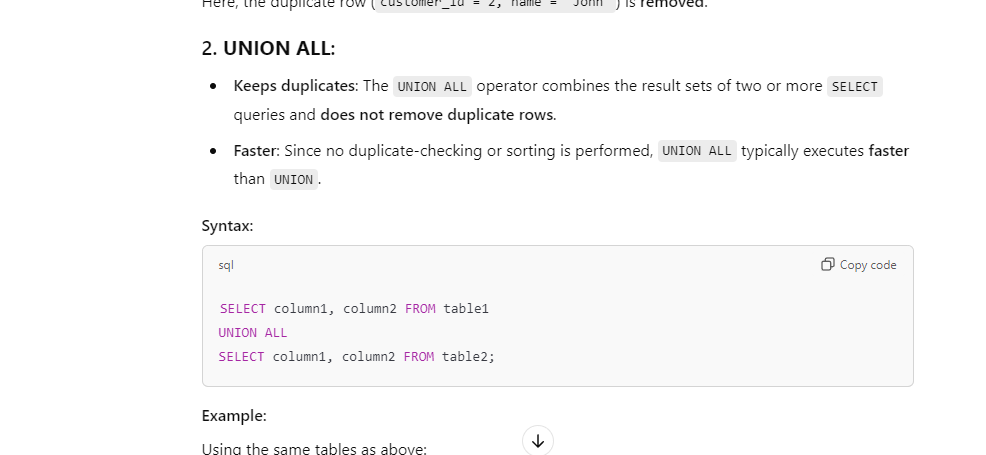 Here, the duplicate row ( customer_id = 2, name = 'John' ) is removed.
2. UNION ALL:
• Keeps duplicates: The UNION ALL operator combines the result sets of two or more SELECT
queries and does not remove duplicate rows.
• Faster: Since no duplicate-checking or sorting is performed, UNION ALL typically executes faster
than UNION .
Syntax:
sql
Copy code
SELECT column1, column2 FROM table1
UNION ALL
SELECT column1, column2 FROM table2;
Example:
Using the same tables as above: